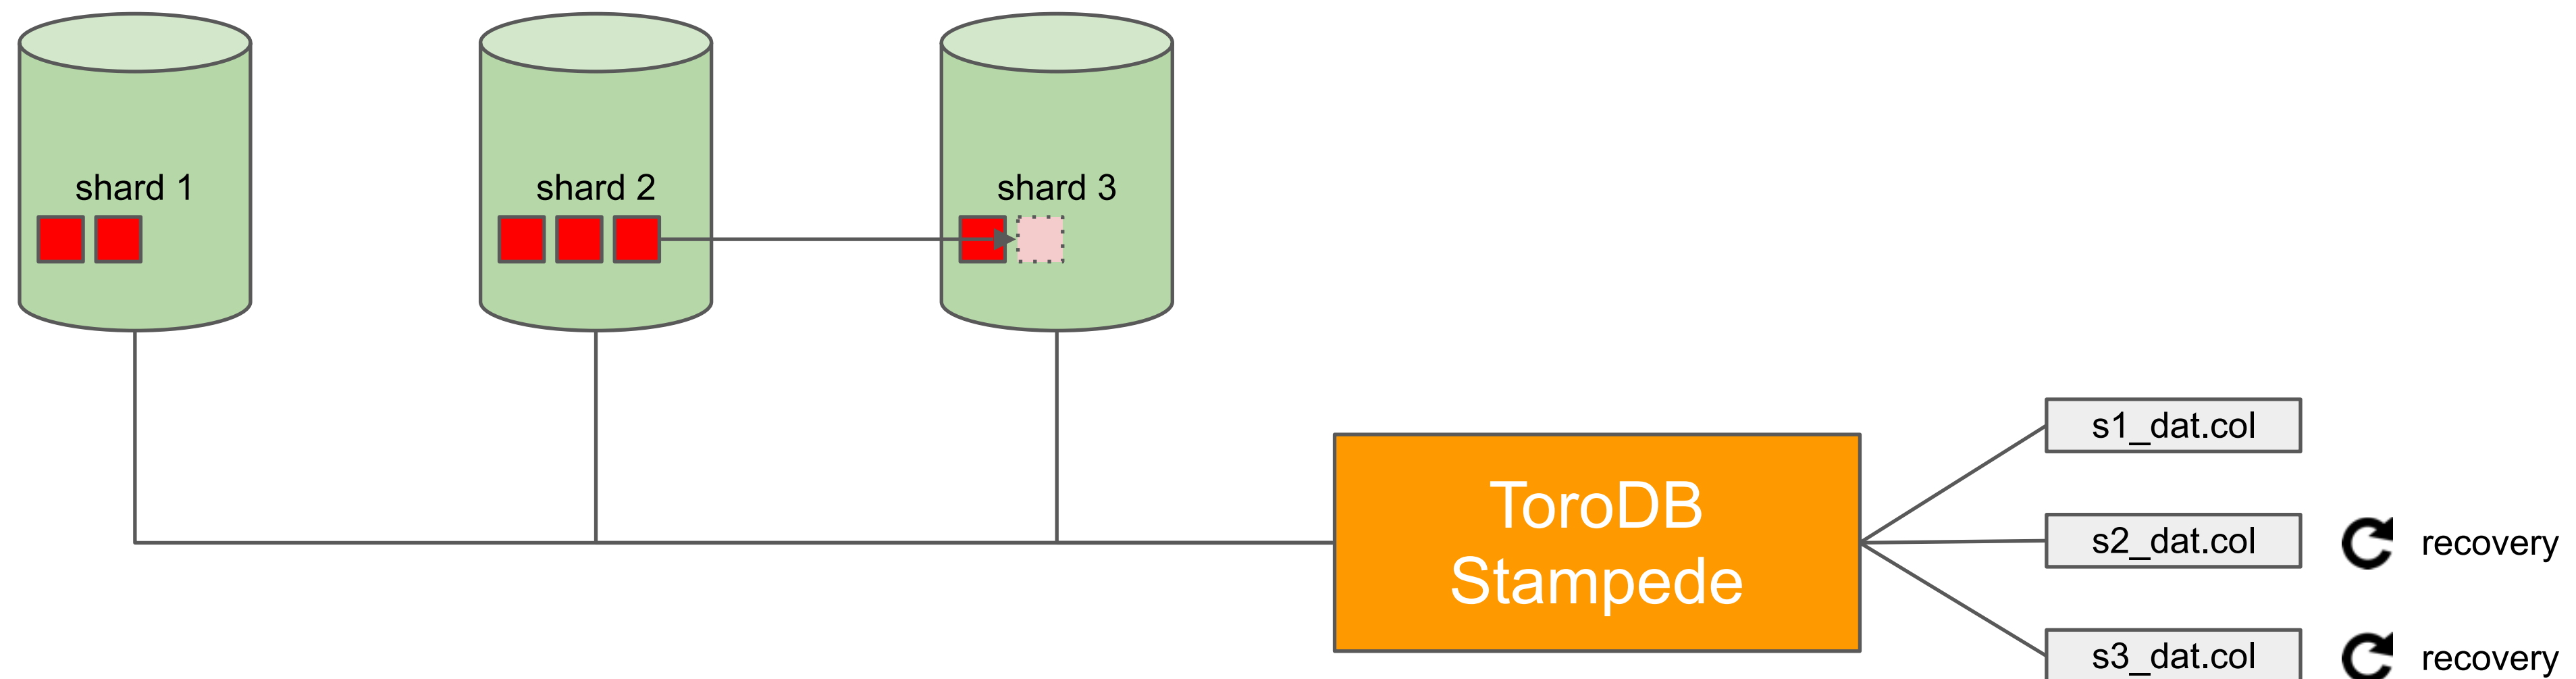 shard 1
shard 2
shard 3
ToroDB
Stampede
s1_dat.col
s2_dat.col
recovery
s3_dat.col
recovery